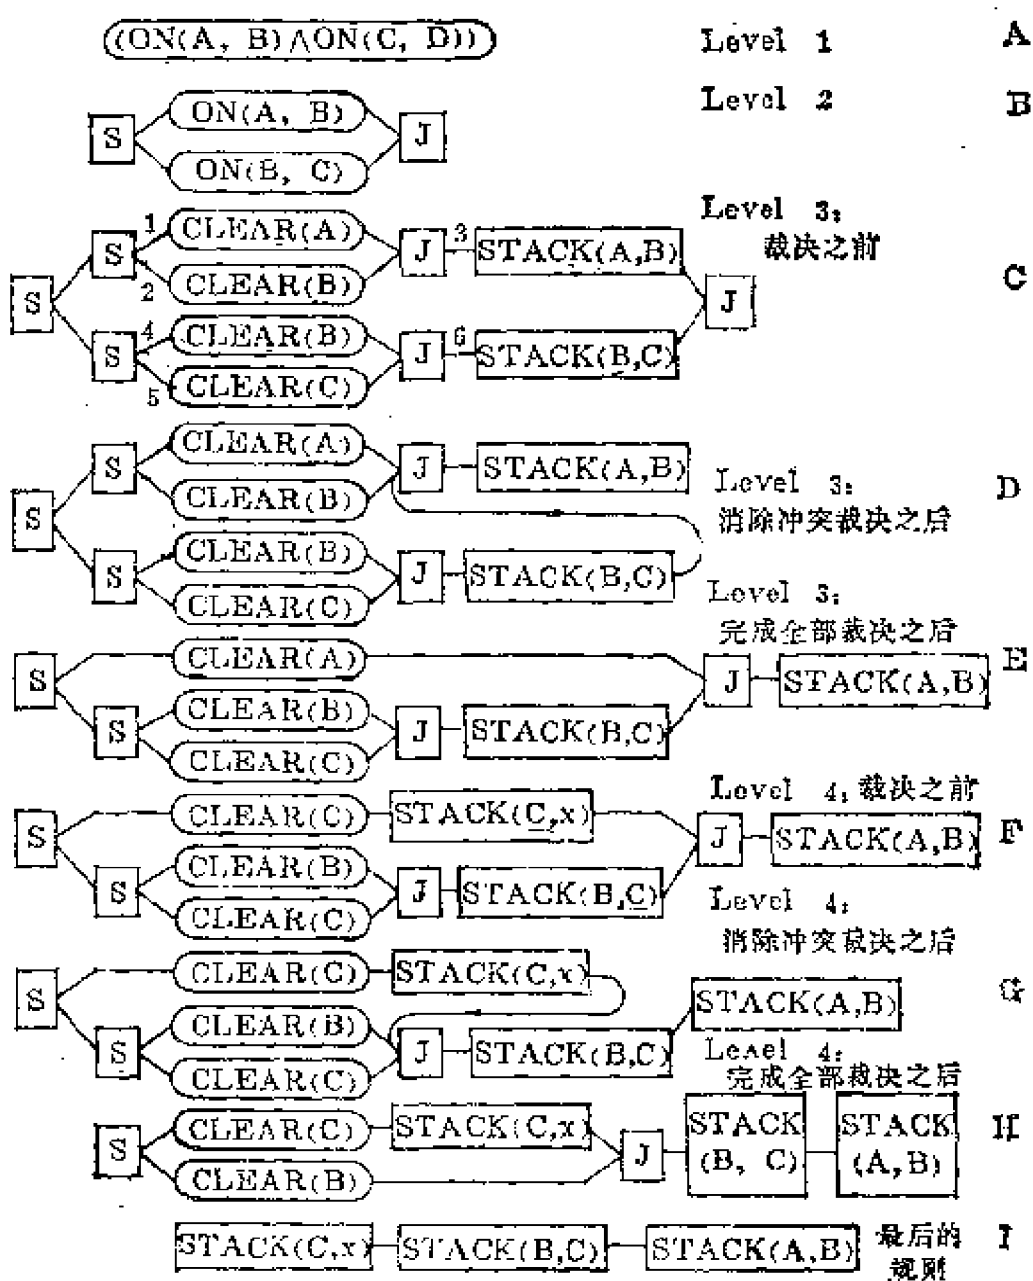 (ON(A, B)∧ON(C, D)) Level 1 A
ON(A, B) Level 2 B
S J
ON(B, C)
Level 3:
1 CLEAR(A) 3 裁决之前
S J STACK(A,B)
2 CLEAR(B) C
S J
4 CLEAR(B) 6
S J STACK(B,C)
5 CLEAR(C)
CLEAR(A)
S J STACK(A,B) Level 3: D
CLEAR(B) 消除冲突裁决之后
S
CLEAR(B)
S J STACK(B,C)
CLEAR(C) Level 3:
完成全部裁决之后
CLEAR(A) E
S J STACK(A,B)
CLEAR(B)
S J STACK(B,C)
CLEAR(C)
Level 4: 裁决之前
CLEAR(C) STACK(C,x) F
S J STACK(A,B)
CLEAR(B)
S J STACK(B,C)
CLEAR(C) Level 4:
消除冲突裁决之后
CLEAR(C) STACK(C,x) G
S STACK(A,B)
CLEAR(B)
S J STACK(B,C)
CLEAR(C) Level 4:
完成全部裁决之后
CLEAR(C) STACK(C,x) STACK STACK H
S J (B, C) (A,B)
CLEAR(B)
STACK(C,x) STACK(B,C) STACK(A,B) 最后的 I
规则